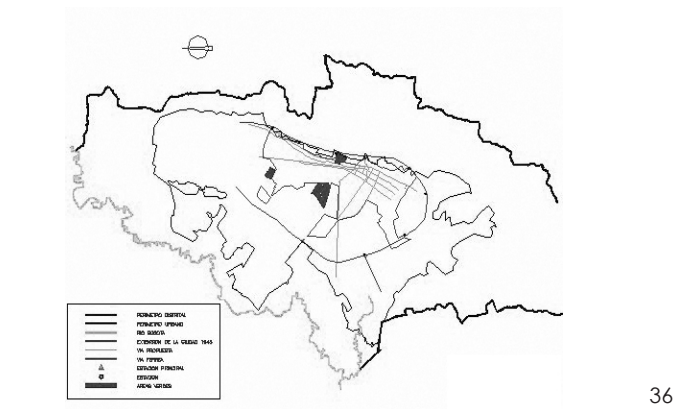 PERIMETRO DISTRITAL
PERIMETRO URBANO
RIO BOGOTA
EXTENSION DE LA CIUDAD 1945
VIA PROPUESTA
VIA FERREA
ESTACION PRINCIPAL
ESTACION
AREAS VERDES
36